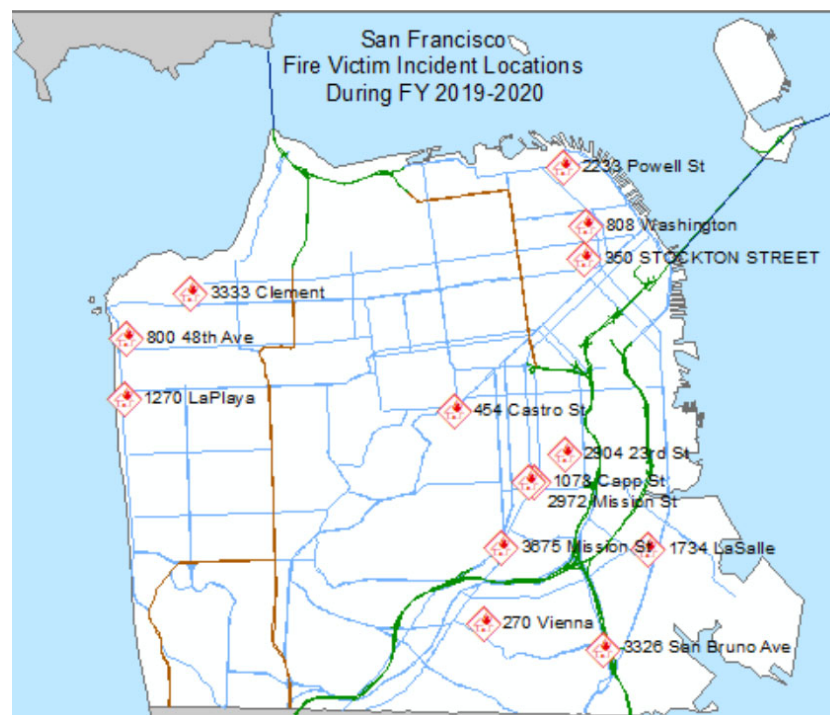 San Francisco
Fire Victim Incident Locations
During FY 2019-2020
2233 Powell St
808 Washington
350 STOCKTON STREET
3333 Clement
800 48th Ave
1270 LaPlaya
454 Castro St
2904 23rd St
1073 Capp St
2972 Mission St
3675 Mission St
1734 LaSalle
270 Vienna
3326 San Bruno Ave